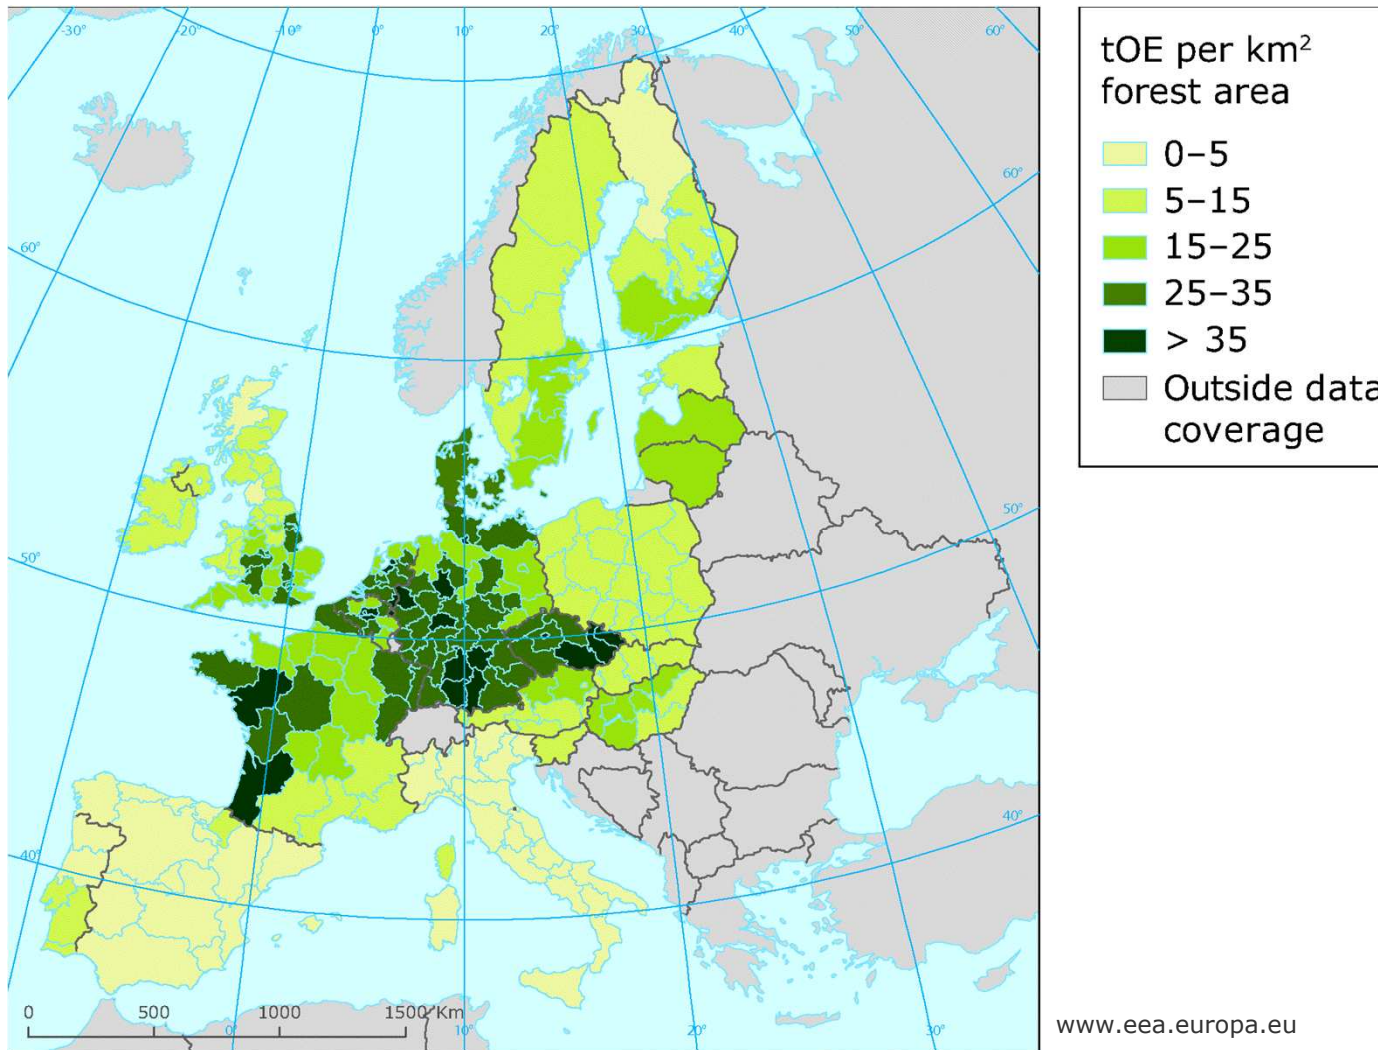 -30° -20° -10° 0° 10° 20° 30° 40° 50° 60°
60°
60°
50°
50°
40°
40°
0 500 1000 1500 Km
0° 10° 20° 30°
tOE per km²
forest area
0–5
5–15
15–25
25–35
> 35
Outside data
coverage
www.eea.europa.eu